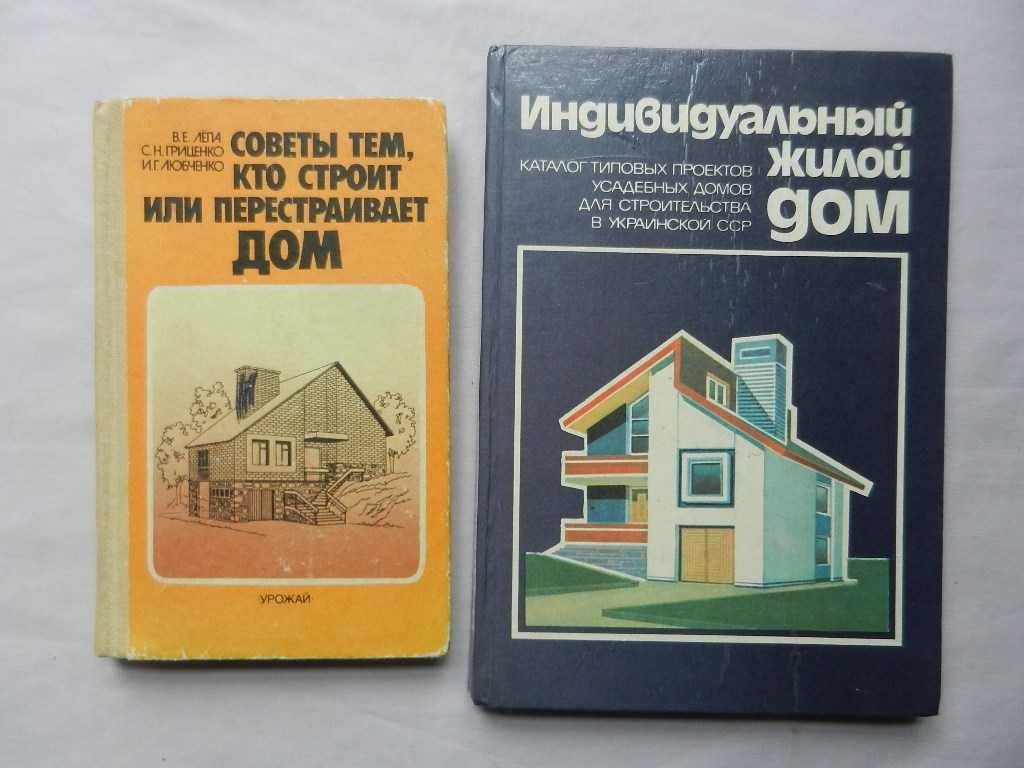 В.Е. ЛЁПА
С.Н. ГРИЦЕНКО
И.Г. ЛЮБЧЕНКО
СОВЕТЫ ТЕМ,
КТО СТРОИТ
ИЛИ ПЕРЕСТРАИВАЕТ
ДОМ
УРОЖАЙ
Индивидуальный
жилой
дом
КАТАЛОГ ТИПОВЫХ ПРОЕКТОВ
УСАДЕБНЫХ ДОМОВ
ДЛЯ СТРОИТЕЛЬСТВА
В УКРАИНСКОЙ ССР